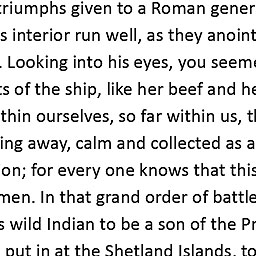 triumphs given to a Roman gener
s interior run well, as they anoint
. Looking into his eyes, you seeme
ts of the ship, like her beef and he
thin ourselves, so far within us, t
ing away, calm and collected as a
on; for every one knows that this
men. In that grand order of battle
s wild Indian to be a son of the Pr
put in at the Shetland Islands, to